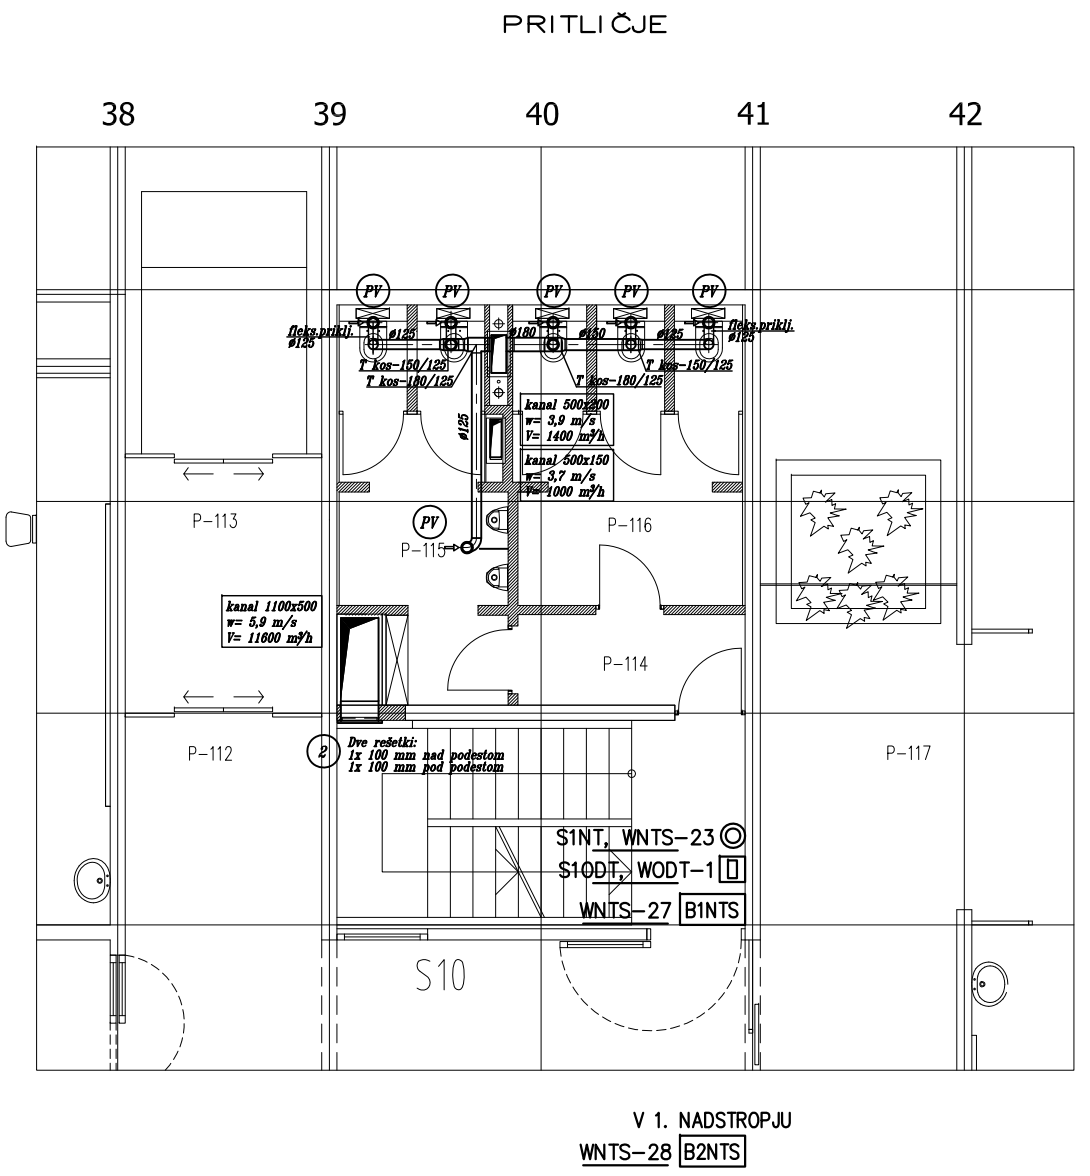 PRITLIČJE
38 39 40 41 42
PV PV PV PV PV
fleks.priklj.
ø125
ø125
ø180
ø150
ø125
fleks.priklj.
ø125
T kos-150/125
T kos-180/125
T kos-150/125
T kos-180/125
ø125
kanal 500x200
w= 3,9 m/s
V= 1400 m³/h
kanal 500x150
w= 3,7 m/s
V= 1000 m³/h
P-113
PV
P-115
P-116
kanal 1100x500
w= 5,9 m/s
V= 11600 m³/h
P-114
P-112
2
Dve rešetki:
1x 100 mm nad podestom
1x 100 mm pod podestom
P-117
S1NT, WNTS-23
S1ODT, WODT-1
WNTS-27 B1NTS
S10
V 1. NADSTROPJU
WNTS-28 B2NTS